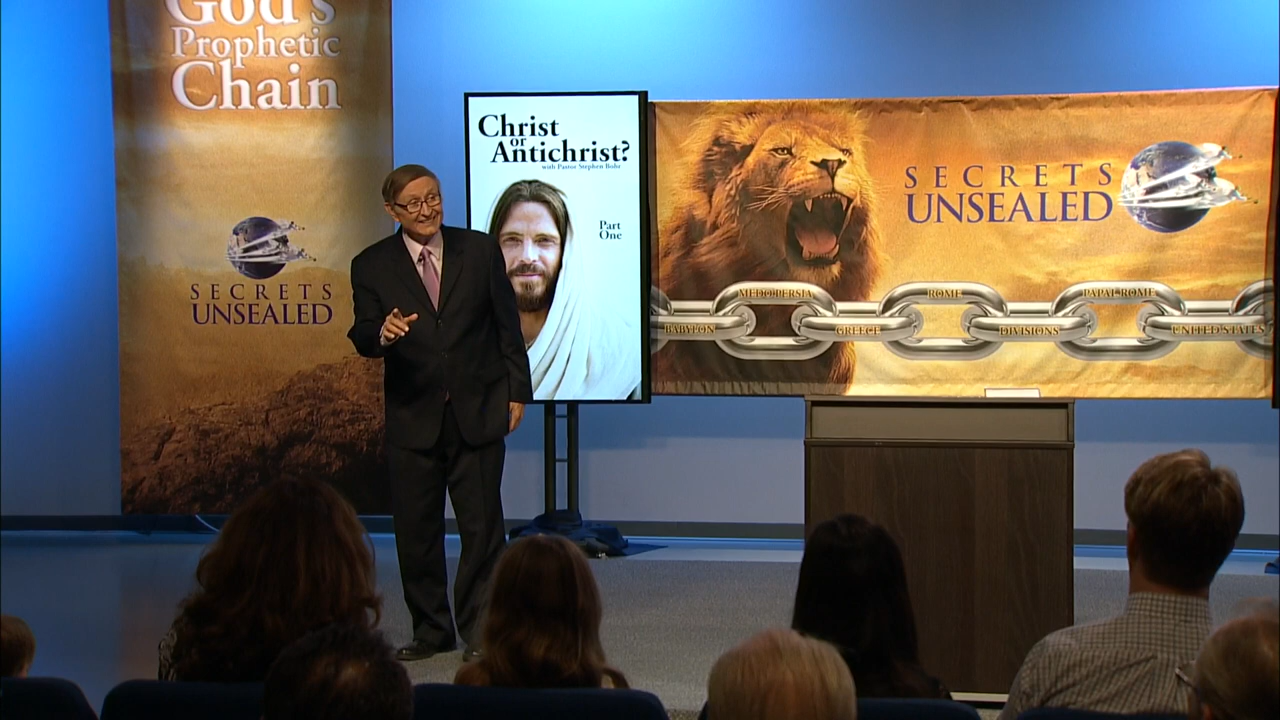 God's
Prophetic
Chain
SECRETS
UNSEALED
Christ
or
Antichrist?
with Pastor Stephen Bohr
Part
One
SECRETS
UNSEALED
BABYLON
MEDO PERSIA
GREECE
ROME
DIVISIONS
PAPAL ROME
UNITED STATES